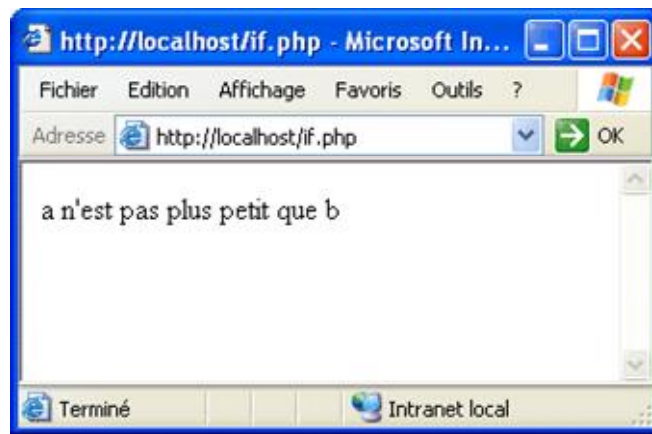 http://localhost/if.php - Microsoft In...
Fichier Edition Affichage Favoris Outils ?
Adresse http://localhost/if.php OK
a n'est pas plus petit que b
Terminé Intranet local